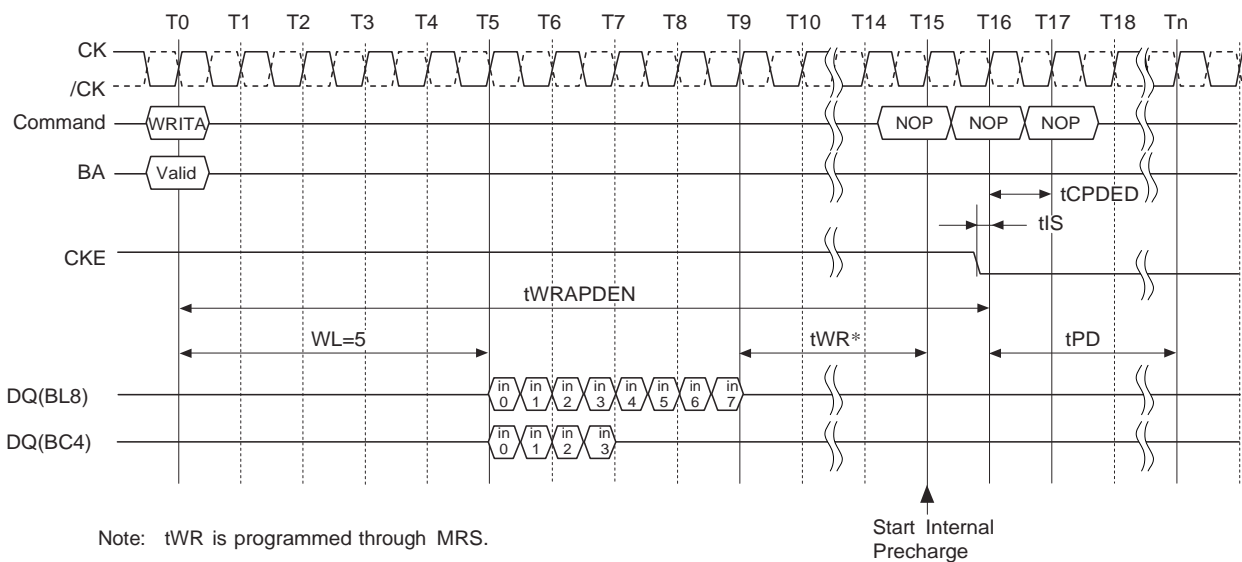 T0 T1 T2 T3 T4 T5 T6 T7 T8 T9 T10 T14 T15 T16 T17 T18 Tn
CK
/CK
Command WRITA NOP NOP NOP
BA Valid
tCPDED
tIS
CKE
tWRAPDEN
WL=5 tWR* tPD
DQ(BL8) in 0 in 1 in 2 in 3 in 4 in 5 in 6 in 7
DQ(BC4) in 0 in 1 in 2 in 3
Start Internal
Precharge
Note: tWR is programmed through MRS.